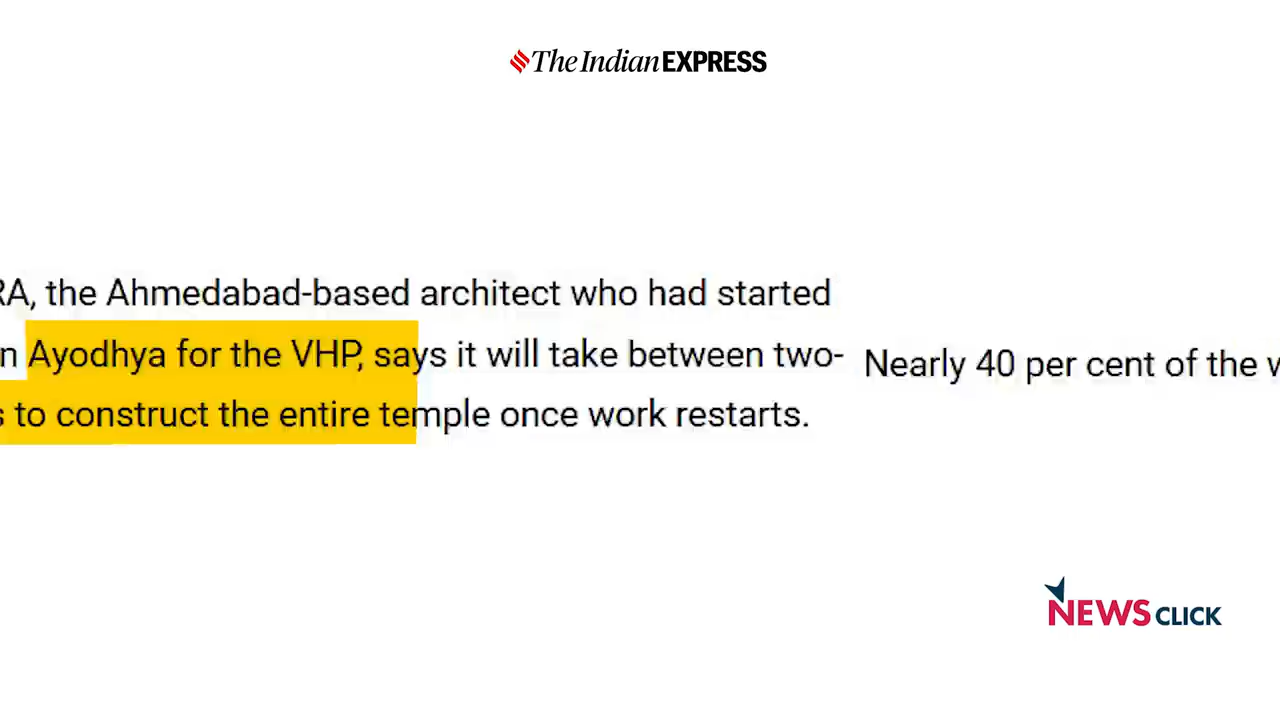 The Indian EXPRESS
RA, the Ahmedabad-based architect who had started
n Ayodhya for the VHP, says it will take between two-
s to construct the entire temple once work restarts.
Nearly 40 per cent of the w
NEWS CLICK